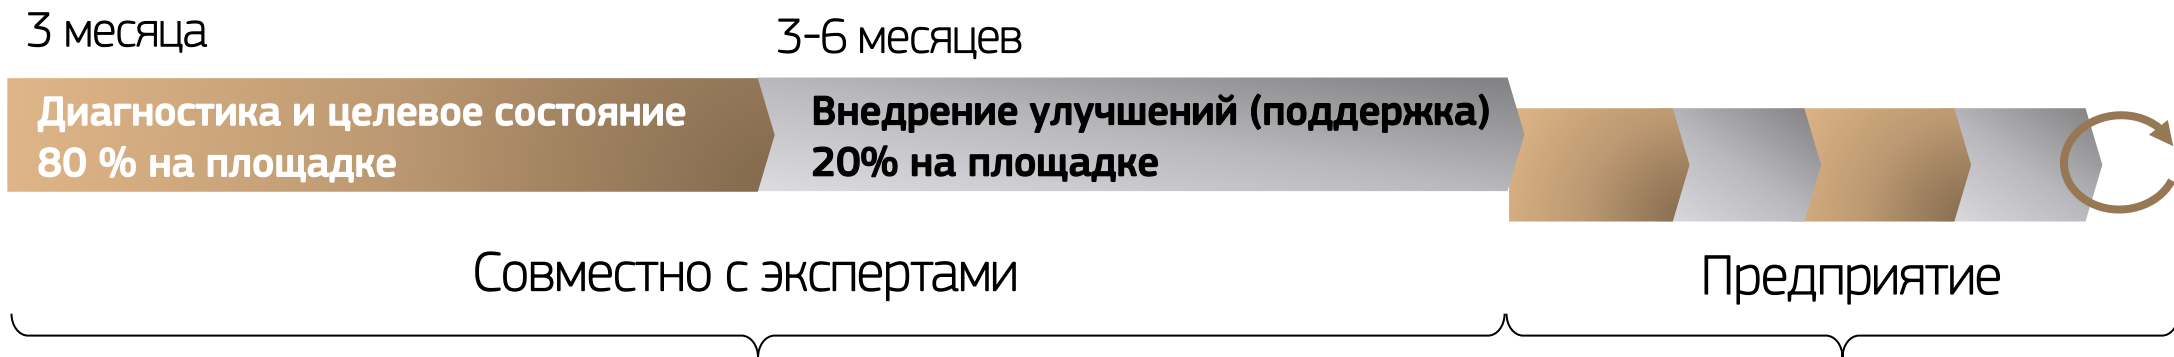 3 месяца
3-6 месяцев
Диагностика и целевое состояние
80 % на площадке
Внедрение улучшений (поддержка)
20% на площадке
Совместно с экспертами
Предприятие